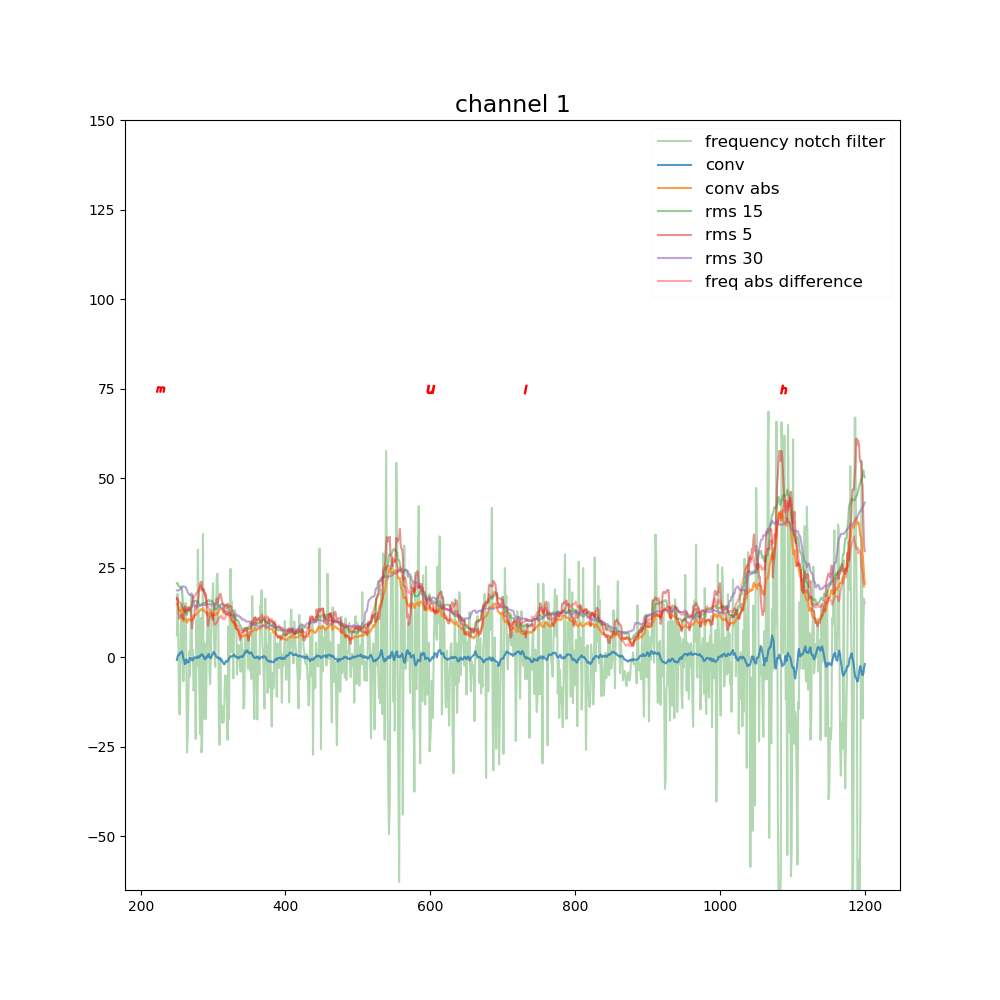 channel 1
150
125
100
75
50
25
0
−25
−50
200 400 600 800 1000 1200
frequency notch filter
conv
conv abs
rms 15
rms 5
rms 30
freq abs difference
m U l h